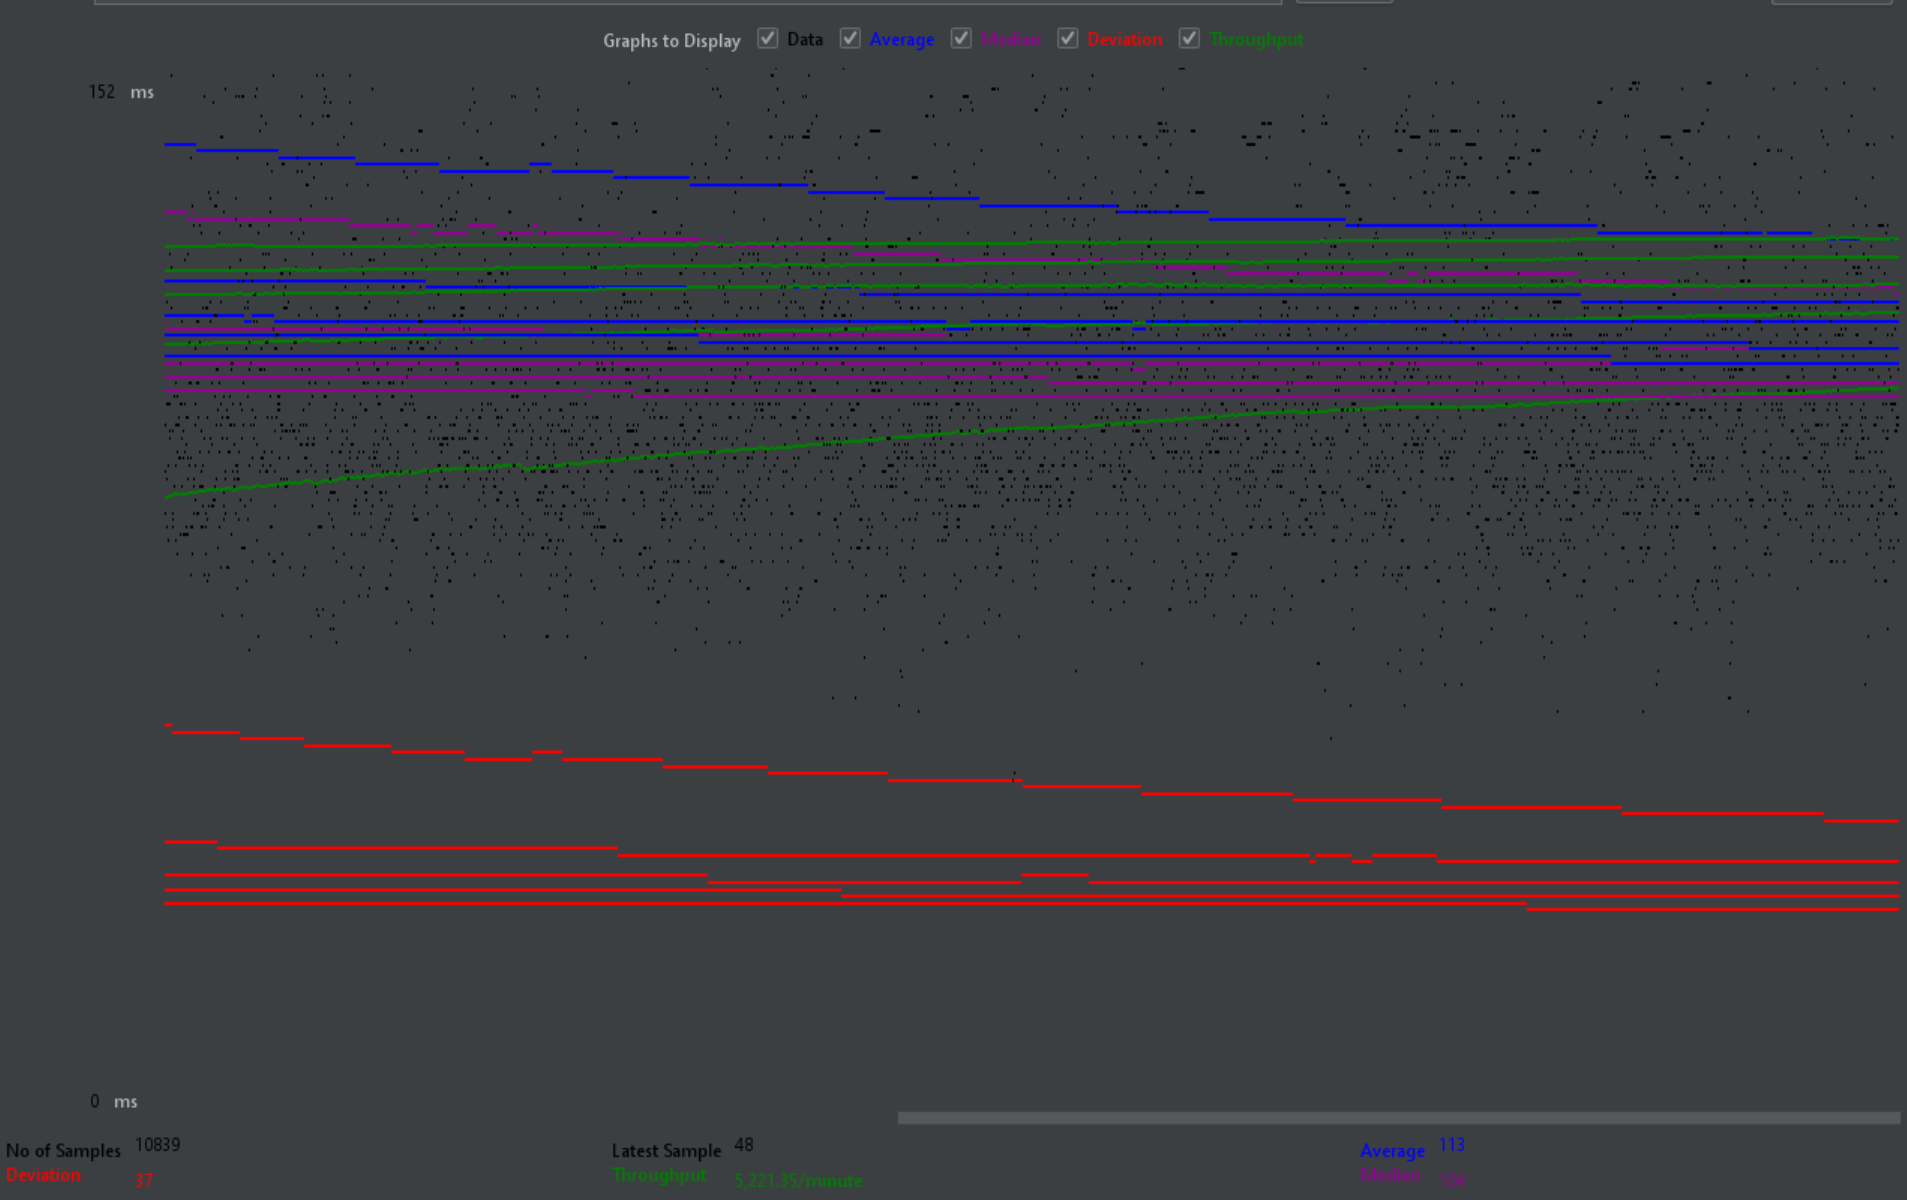 Graphs to Display Data Average Median Deviation Throughput
152 ms
0 ms
No of Samples 10839 Latest Sample 48 Average 113
Deviation 37 Throughput 5,221.35/minute Median